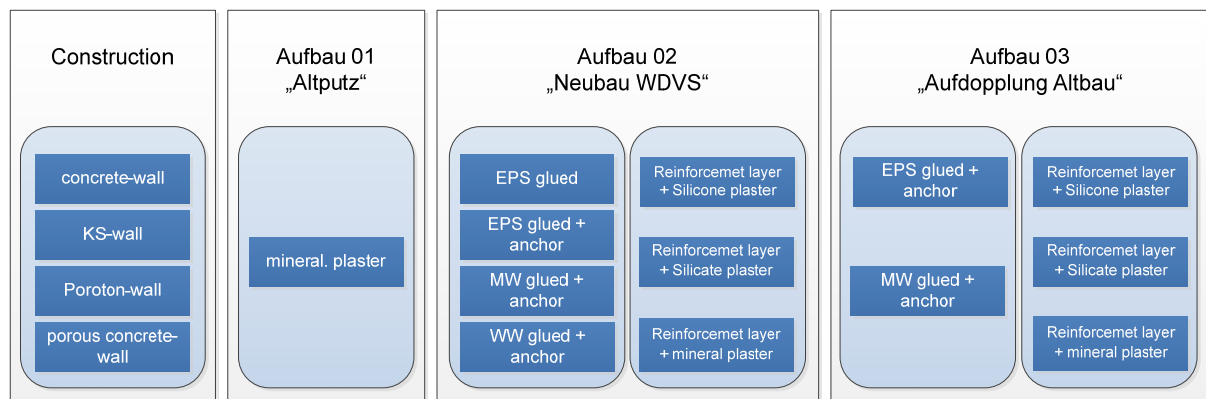 Construction
concrete-wall
KS-wall
Poroton-wall
porous concrete-
wall
Aufbau 01
„Altputz“
mineral. plaster
Aufbau 02
„Neubau WDVS“
EPS glued
EPS glued +
anchor
MW glued +
anchor
WW glued +
anchor
Reinforcemet layer
+ Silicone plaster
Reinforcemet layer
+ Silicate plaster
Reinforcemet layer
+ mineral plaster
Aufbau 03
„Aufdopplung Altbau“
EPS glued +
anchor
MW glued +
anchor
Reinforcemet layer
+ Silicone plaster
Reinforcemet layer
+ Silicate plaster
Reinforcemet layer
+ mineral plaster